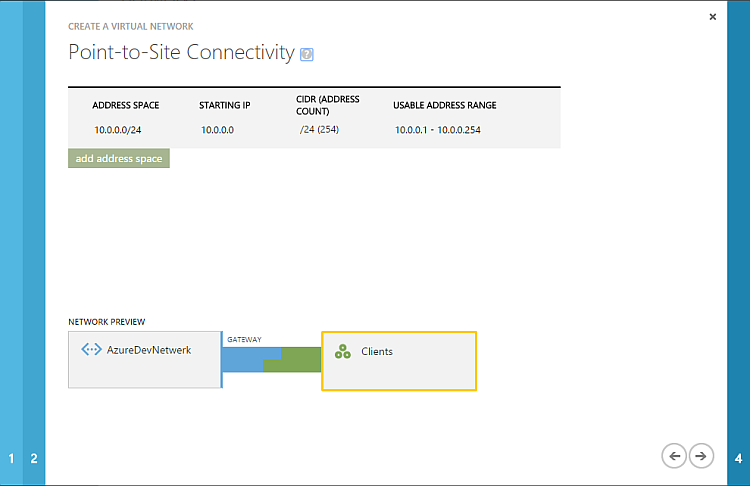 CREATE A VIRTUAL NETWORK
Point-to-Site Connectivity ?
ADDRESS SPACE STARTING IP CIDR (ADDRESS COUNT) USABLE ADDRESS RANGE
10.0.0.0/24 10.0.0.0 /24 (254) 10.0.0.1 - 10.0.0.254
add address space
NETWORK PREVIEW
AzureDevNetwerk
GATEWAY
Clients
1 2
4